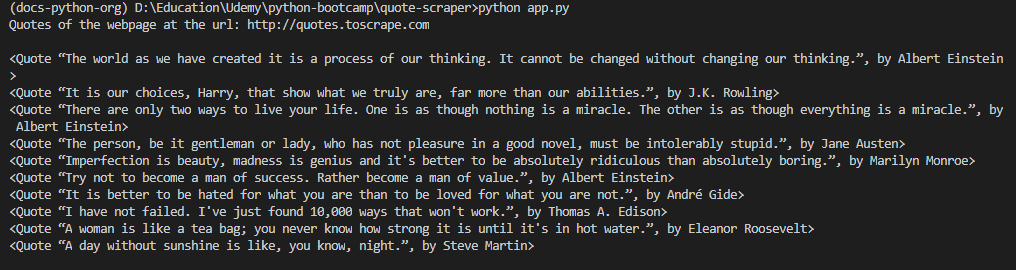 (docs-python-org) D:\Education\Udemy\python-bootcamp\quote-scraper>python app.py
Quotes of the webpage at the url: http://quotes.toscrape.com
<Quote “The world as we have created it is a process of our thinking. It cannot be changed without changing our thinking.”, by Albert Einstein
>
<Quote “It is our choices, Harry, that show what we truly are, far more than our abilities.”, by J.K. Rowling>
<Quote “There are only two ways to live your life. One is as though nothing is a miracle. The other is as though everything is a miracle.”, by
Albert Einstein>
<Quote “The person, be it gentleman or lady, who has not pleasure in a good novel, must be intolerably stupid.”, by Jane Austen>
<Quote “Imperfection is beauty, madness is genius and it's better to be absolutely ridiculous than absolutely boring.”, by Marilyn Monroe>
<Quote “Try not to become a man of success. Rather become a man of value.”, by Albert Einstein>
<Quote “It is better to be hated for what you are than to be loved for what you are not.”, by André Gide>
<Quote “I have not failed. I've just found 10,000 ways that won't work.”, by Thomas A. Edison>
<Quote “A woman is like a tea bag; you never know how strong it is until it's in hot water.”, by Eleanor Roosevelt>
<Quote “A day without sunshine is like, you know, night.”, by Steve Martin>